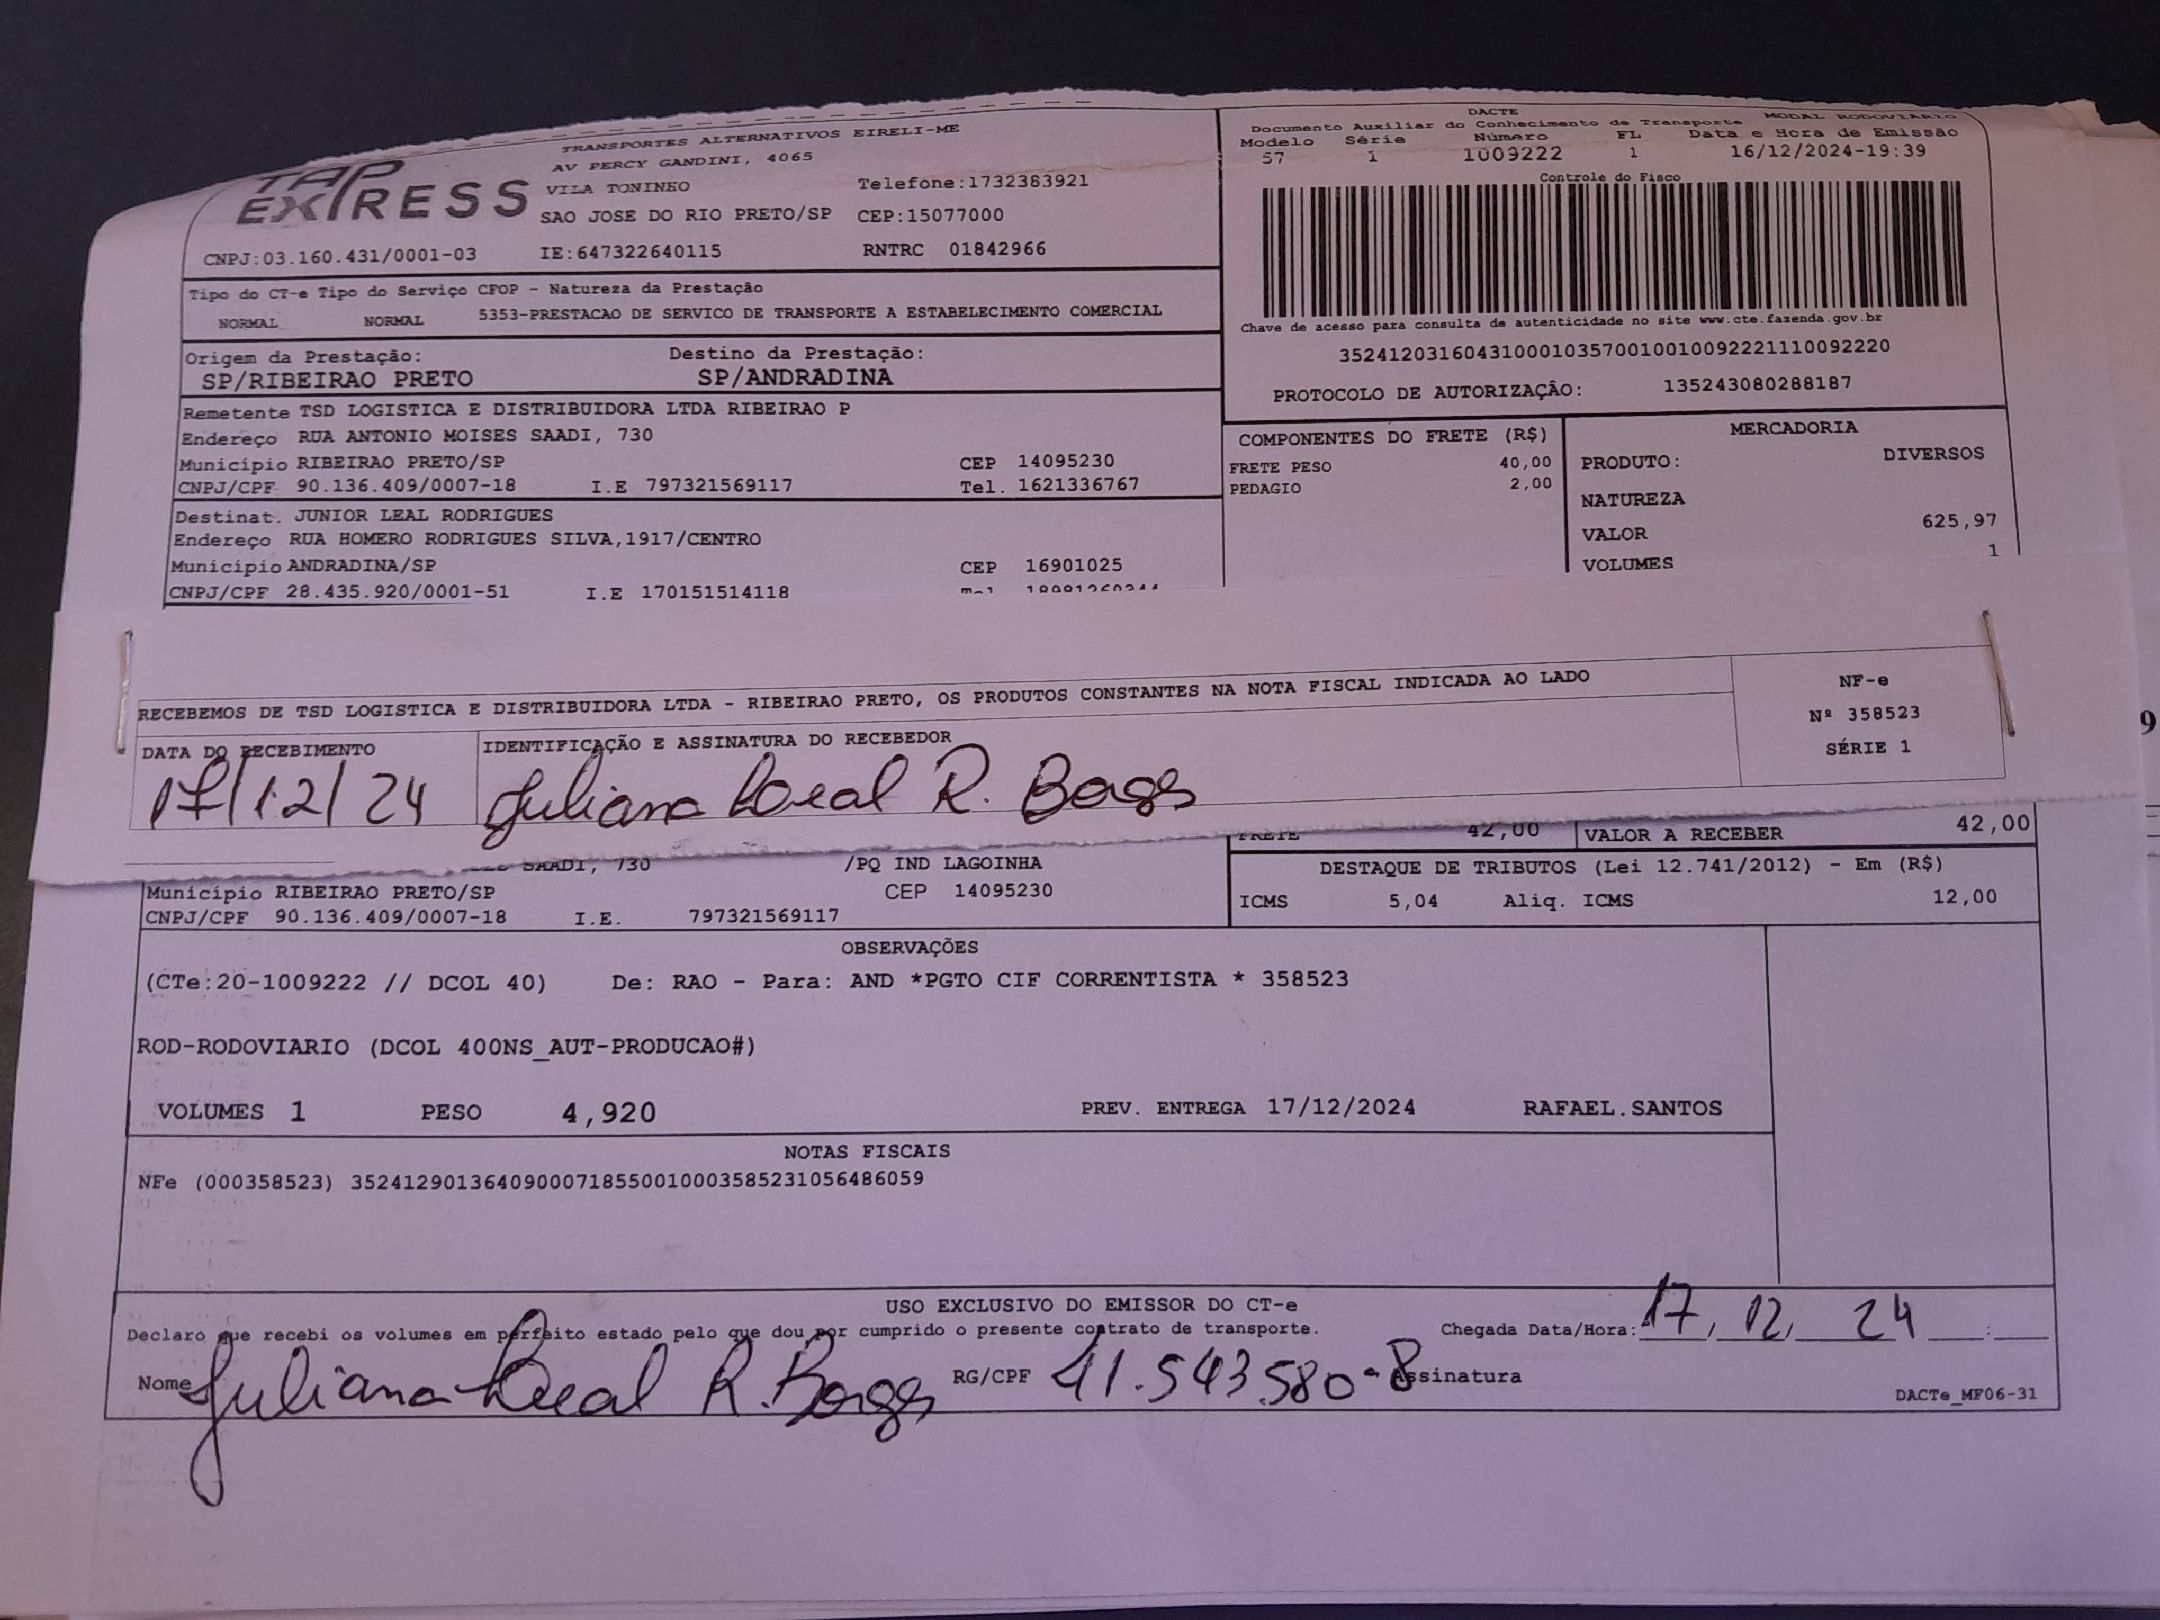 TRANSPORTES ALTERNATIVOS EIRELI-ME
AV PERCY GANDINI, 4065
TAP EXPRESS
VILA TONINHO Telefone:1732383921
SAO JOSE DO RIO PRETO/SP CEP:15077000
CNPJ:03.160.431/0001-03 IE:647322640115 RNTRC 01842966
DACTE MODAL RODOVIARIO
Documento Auxiliar do Conhecimento de Transporte
Modelo Série Número FL Data e Hora de Emissão
57 1 1009222 1 16/12/2024-19:39
Controle do Fisco
Chave de acesso para consulta de autenticidade no site www.cte.fazenda.gov.br
35241203160431000103570010010092221110092220
PROTOCOLO DE AUTORIZAÇÂO: 135243080288187
Tipo do CT-e Tipo do Serviço CFOP - Natureza da Prestação
NORMAL NORMAL 5353-PRESTACAO DE SERVICO DE TRANSPORTE A ESTABELECIMENTO COMERCIAL
Origem da Prestação: Destino da Prestação:
SP/RIBEIRAO PRETO SP/ANDRADINA
Remetente TSD LOGISTICA E DISTRIBUIDORA LTDA RIBEIRAO P
Endereço RUA ANTONIO MOISES SAADI, 730
Município RIBEIRAO PRETO/SP CEP 14095230
CNPJ/CPF 90.136.409/0007-18 I.E 797321569117 Tel. 1621336767
Destinat. JUNIOR LEAL RODRIGUES
Endereço RUA HOMERO RODRIGUES SILVA,1917/CENTRO
Município ANDRADINA/SP CEP 16901025
CNPJ/CPF 28.435.920/0001-51 I.E 170151514118
COMPONENTES DO FRETE (R$)
FRETE PESO 40,00
PEDAGIO 2,00
MERCADORIA
PRODUTO: DIVERSOS
NATUREZA
VALOR 625,97
VOLUMES 1
RECEBEMOS DE TSD LOGISTICA E DISTRIBUIDORA LTDA - RIBEIRAO PRETO, OS PRODUTOS CONSTANTES NA NOTA FISCAL INDICADA AO LADO
NF-e
Nº 358523
SÉRIE 1
DATA DO RECEBIMENTO IDENTIFICAÇÃO E ASSINATURA DO RECEBEDOR
17/12/24 Juliana Leal R. Borges
FRETE 42,00 VALOR A RECEBER 42,00
SAADI, 730 /PQ IND LAGOINHA
Município RIBEIRAO PRETO/SP CEP 14095230
CNPJ/CPF 90.136.409/0007-18 I.E. 797321569117
DESTAQUE DE TRIBUTOS (Lei 12.741/2012) - Em (R$)
ICMS 5,04 Aliq. ICMS 12,00
OBSERVAÇÕES
(CTe:20-1009222 // DCOL 40) De: RAO - Para: AND *PGTO CIF CORRENTISTA * 358523
ROD-RODOVIARIO (DCOL 400NS_AUT-PRODUCAO#)
VOLUMES 1 PESO 4,920 PREV. ENTREGA 17/12/2024 RAFAEL.SANTOS
NOTAS FISCAIS
NFe (000358523) 35241290136409000718550010003585231056486059
USO EXCLUSIVO DO EMISSOR DO CT-e
Declaro que recebi os volumes em perfeito estado pelo que dou por cumprido o presente contrato de transporte. Chegada Data/Hora: 17, 12, 24 :
Nome Juliana Leal R. Borges RG/CPF 41.543.580-8 Assinatura
DACTe_MF06-31
9